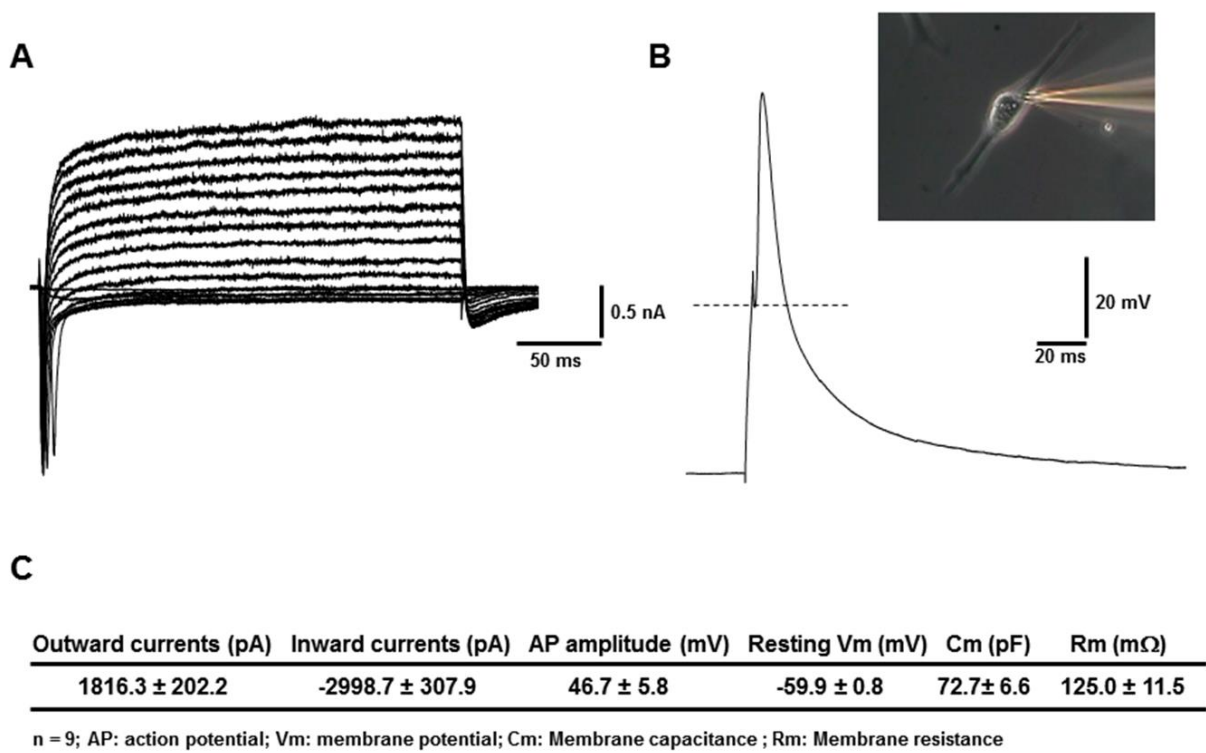 A
B
0.5 nA
50 ms
20 mV
20 ms
C
Outward currents (pA) Inward currents (pA) AP amplitude (mV) Resting Vm (mV) Cm (pF) Rm (mΩ)
1816.3 ± 202.2 -2998.7 ± 307.9 46.7 ± 5.8 -59.9 ± 0.8 72.7± 6.6 125.0 ± 11.5
n = 9; AP: action potential; Vm: membrane potential; Cm: Membrane capacitance ; Rm: Membrane resistance